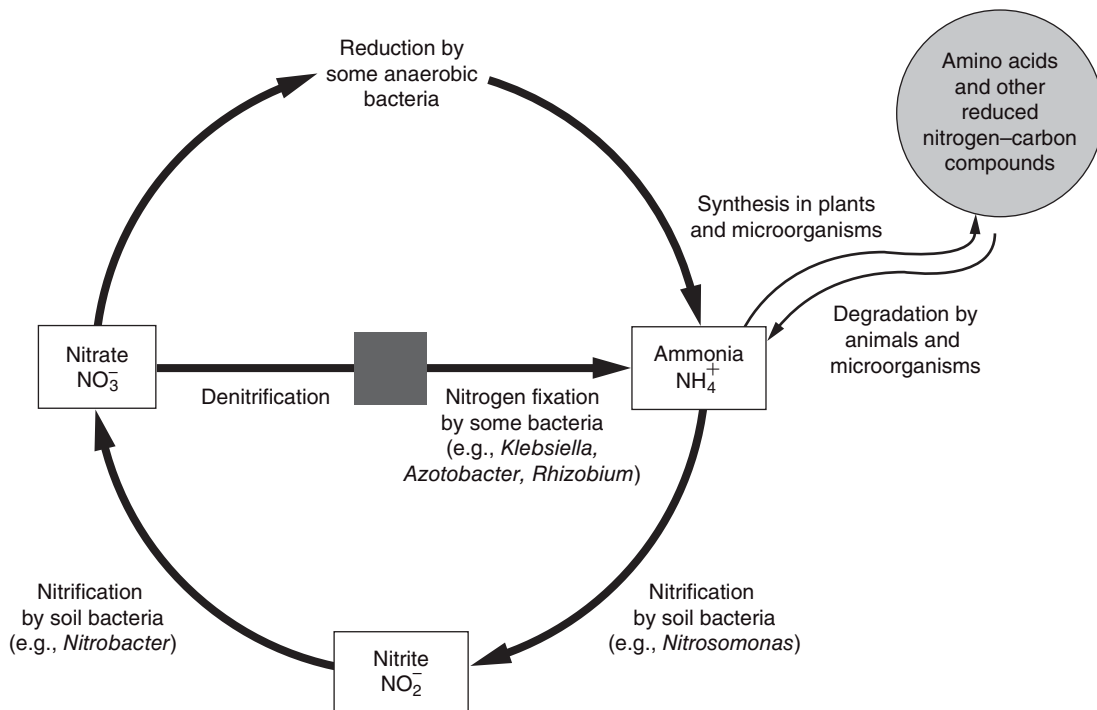 Reduction by
some anaerobic
bacteria
Amino acids
and other
reduced
nitrogen–carbon
compounds
Synthesis in plants
and microorganisms
Degradation by
animals and
microorganisms
Nitrate
NO₃⁻
Denitrification
Nitrogen fixation
by some bacteria
(e.g., Klebsiella,
Azotobacter, Rhizobium)
Ammonia
NH₄⁺
Nitrification
by soil bacteria
(e.g., Nitrobacter)
Nitrification
by soil bacteria
(e.g., Nitrosomonas)
Nitrite
NO₂⁻